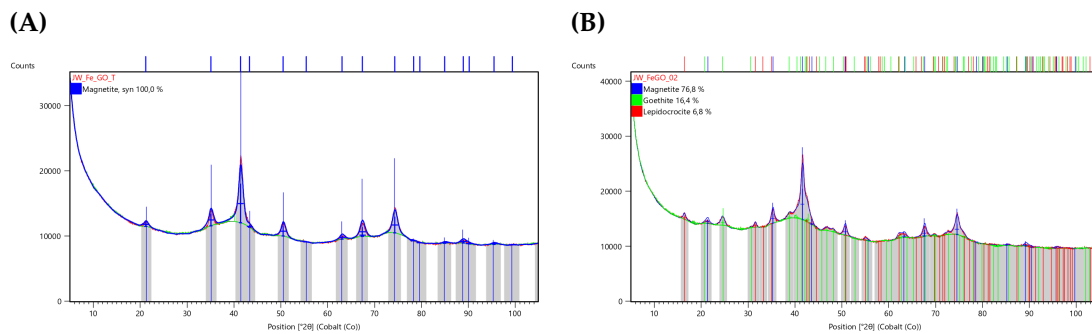 (A)
Counts
JW_Fe_GO_T
Magnetite, syn 100,0 %
30000
20000
10000
0
10 20 30 40 50 60 70 80 90 100
Position [°2θ] (Cobalt (Co))
(B)
Counts
JW_FeGO_02
Magnetite 76,8 %
Goethite 16,4 %
Lepidocrocite 6,8 %
40000
30000
20000
10000
0
10 20 30 40 50 60 70 80 90 100
Position [°2θ] (Cobalt (Co))